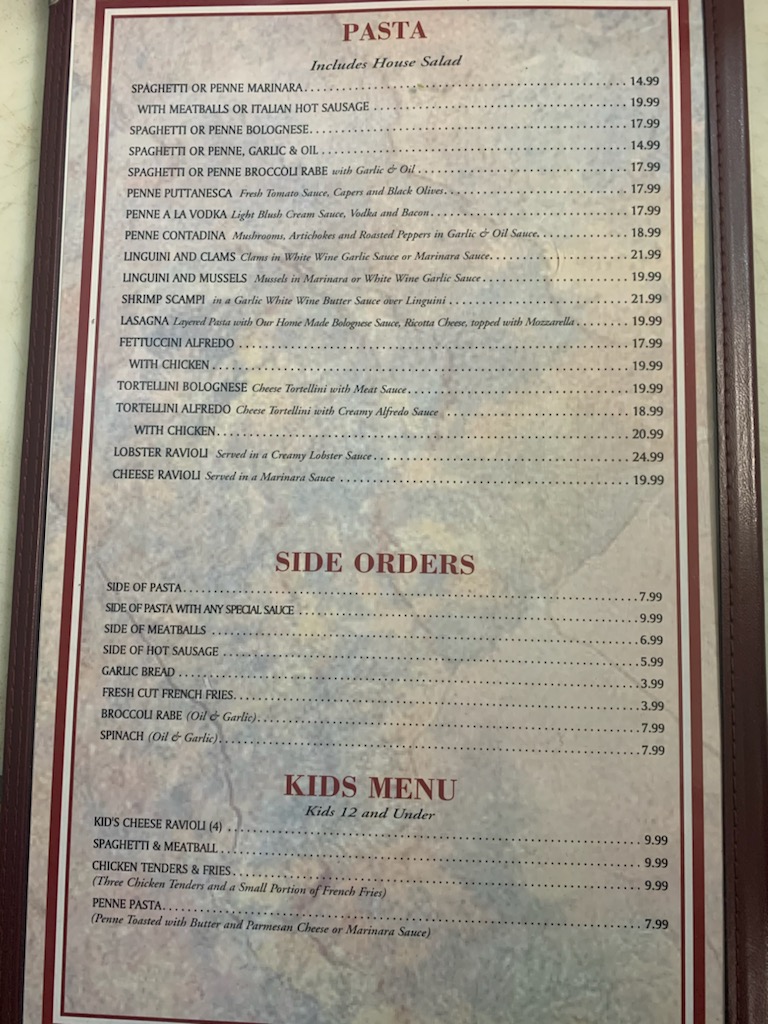 PASTA
Includes House Salad
SPAGHETTI OR PENNE MARINARA 14.99
WITH MEATBALLS OR ITALIAN HOT SAUSAGE 19.99
SPAGHETTI OR PENNE BOLOGNESE 17.99
SPAGHETTI OR PENNE, GARLIC & OIL 14.99
SPAGHETTI OR PENNE BROCCOLI RABE with Garlic & Oil 17.99
PENNE PUTTANESCA Fresh Tomato Sauce, Capers and Black Olives 17.99
PENNE A LA VODKA Light Blush Cream Sauce, Vodka and Bacon 17.99
PENNE CONTADINA Mushrooms, Artichokes and Roasted Peppers in Garlic & Oil Sauce 18.99
LINGUINI AND CLAMS Clams in White Wine Garlic Sauce or Marinara Sauce 21.99
LINGUINI AND MUSSELS Mussels in Marinara or White Wine Garlic Sauce 19.99
SHRIMP SCAMPI in a Garlic White Wine Butter Sauce over Linguini 21.99
LASAGNA Layered Pasta with Our Home Made Bolognese Sauce, Ricotta Cheese, topped with Mozzarella 19.99
FETTUCCINI ALFREDO 17.99
WITH CHICKEN 19.99
TORTELLINI BOLOGNESE Cheese Tortellini with Meat Sauce 19.99
TORTELLINI ALFREDO Cheese Tortellini with Creamy Alfredo Sauce 18.99
WITH CHICKEN 20.99
LOBSTER RAVIOLI Served in a Creamy Lobster Sauce 24.99
CHEESE RAVIOLI Served in a Marinara Sauce 19.99
SIDE ORDERS
SIDE OF PASTA 7.99
SIDE OF PASTA WITH ANY SPECIAL SAUCE 9.99
SIDE OF MEATBALLS 6.99
SIDE OF HOT SAUSAGE 5.99
GARLIC BREAD 3.99
FRESH CUT FRENCH FRIES 3.99
BROCCOLI RABE (Oil & Garlic) 7.99
SPINACH (Oil & Garlic) 7.99
KIDS MENU
Kids 12 and Under
KID'S CHEESE RAVIOLI (4) 9.99
SPAGHETTI & MEATBALL 9.99
CHICKEN TENDERS & FRIES 9.99
(Three Chicken Tenders and a Small Portion of French Fries)
PENNE PASTA 7.99
(Penne Toasted with Butter and Parmesan Cheese or Marinara Sauce)